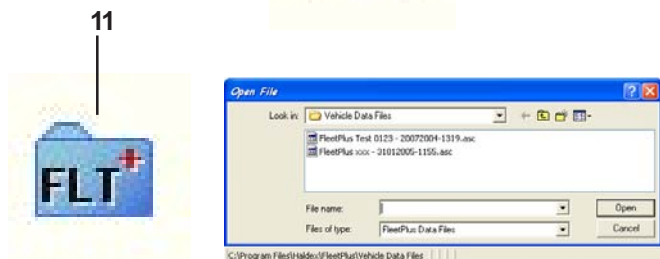 11
FLT+
Open File
Look in: Vehicle Data Files
FleetPlus Test 0123 - 20072004-1319.asc
FleetPlus xxx - 31012005-1155.asc
File name: Open
Files of type: FleetPlus Data Files Cancel
C:\Program Files\Haldex\FleetPlus\Vehicle Data Files